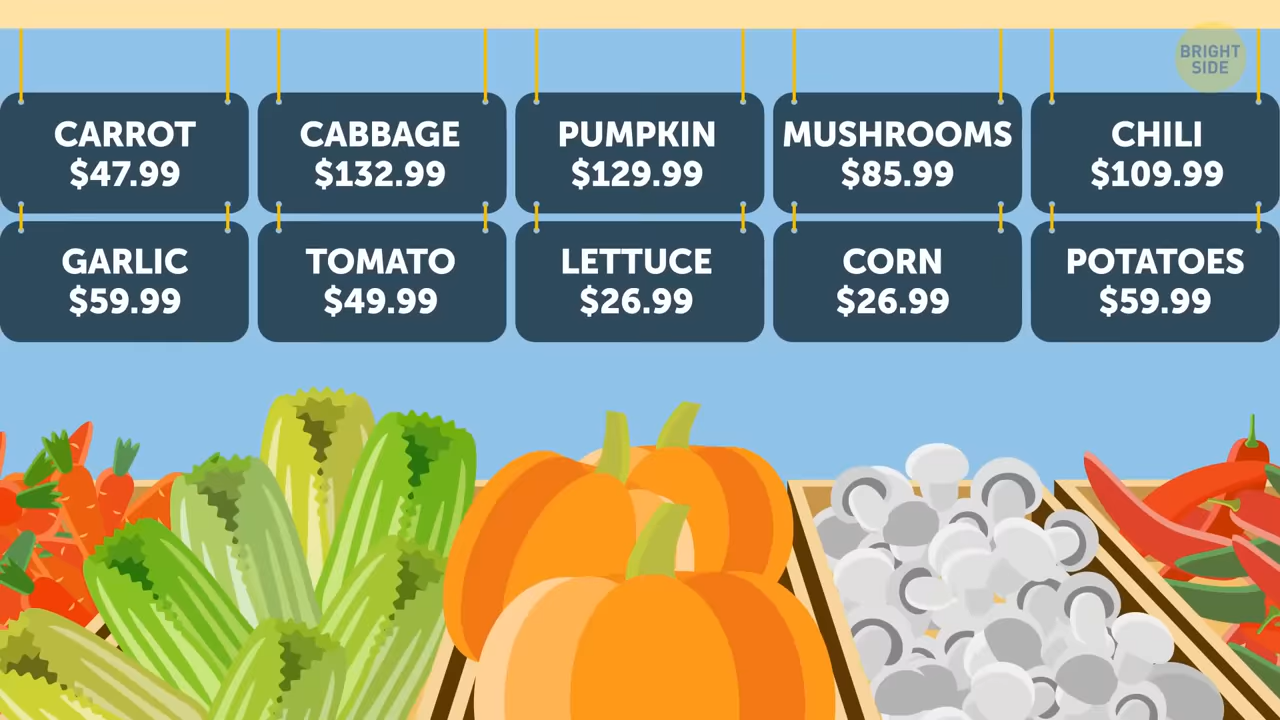 BRIGHT
SIDE
CARROT
$47.99
CABBAGE
$132.99
PUMPKIN
$129.99
MUSHROOMS
$85.99
CHILI
$109.99
GARLIC
$59.99
TOMATO
$49.99
LETTUCE
$26.99
CORN
$26.99
POTATOES
$59.99